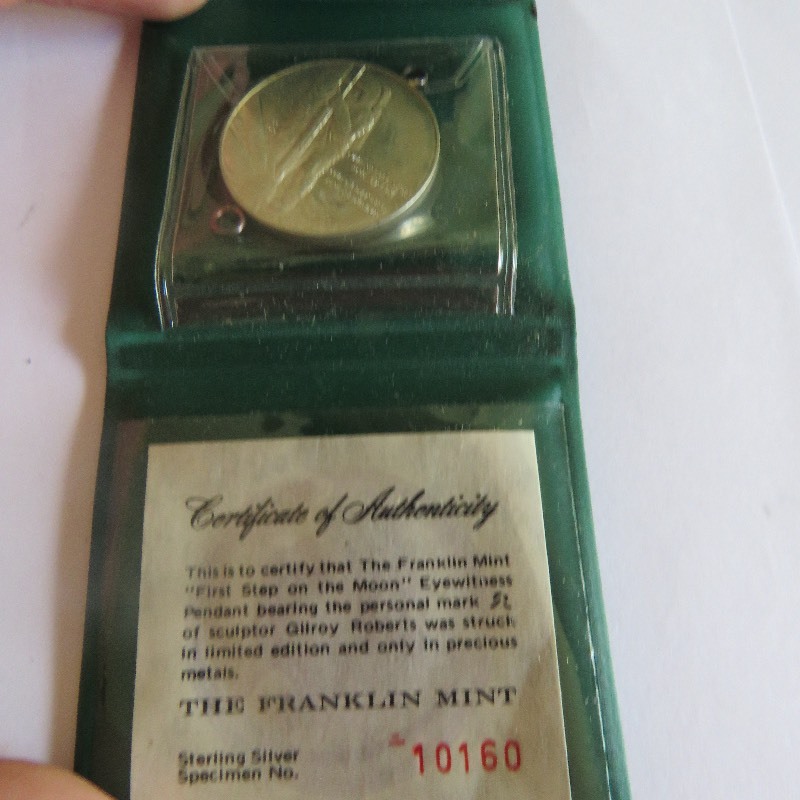 Certificate of Authenticity
This is to certify that The Franklin Mint
"First Step on the Moon" Eyewitness
Pendant bearing the personal mark
of sculptor Gilroy Roberts was struck
in limited edition and only in precious
metals.
THE FRANKLIN MINT
Sterling Silver
Specimen No.
10160